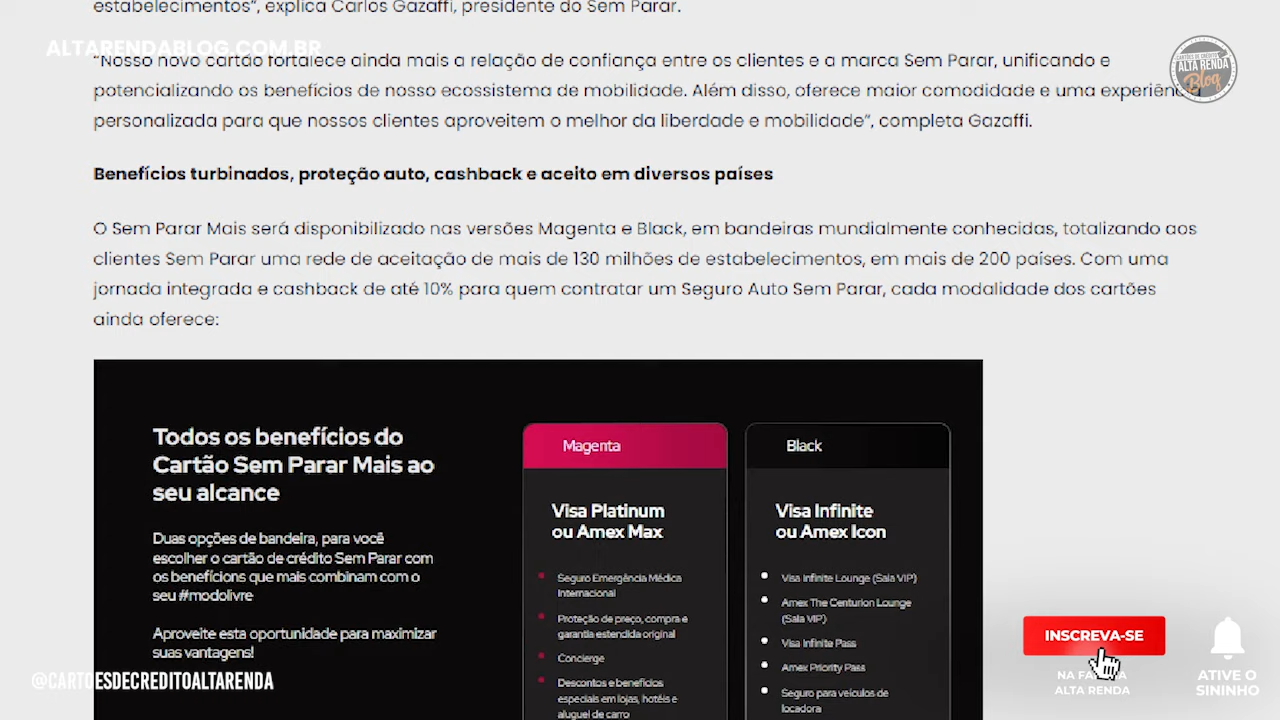 estabelecimentos", explica Carlos Gazaffi, presidente do Sem Parar.
ALTARENDABLOG.COM.BR
"Nosso novo cartão fortalece ainda mais a relação de confiança entre os clientes e a marca Sem Parar, unificando e
potencializando os benefícios de nosso ecossistema de mobilidade. Além disso, oferece maior comodidade e uma experiência
personalizada para que nossos clientes aproveitem o melhor da liberdade e mobilidade", completa Gazaffi.
ALTA RENDA
Blog
Benefícios turbinados, proteção auto, cashback e aceito em diversos países
O Sem Parar Mais será disponibilizado nas versões Magenta e Black, em bandeiras mundialmente conhecidas, totalizando aos
clientes Sem Parar uma rede de aceitação de mais de 130 milhões de estabelecimentos, em mais de 200 países. Com uma
jornada integrada e cashback de até 10% para quem contratar um Seguro Auto Sem Parar, cada modalidade dos cartões
ainda oferece:
Todos os benefícios do
Cartão Sem Parar Mais ao
seu alcance
Duas opções de bandeira, para você
escolher o cartão de crédito Sem Parar com
os benefícions que mais combinam com o
seu #modolivre
Aproveite esta oportunidade para maximizar
suas vantagens!
Magenta
Visa Platinum
ou Amex Max
Seguro Emergência Médica
Internacional
Proteção de preço, compra e
garantia estendida original
Concierge
Descontos e benefícios
especiais em lojas, hotéis e
aluguel de carro
Black
Visa Infinite
ou Amex Icon
Visa Infinite Lounge (Sala VIP)
Amex The Centurion Lounge
(Sala VIP)
Visa Infinite Pass
Amex Priority Pass
Seguro para veículos de
locadora
@CARTOESDECREDITOALTARENDA
INSCREVA-SE
NA
ALTA RENDA
ATIVE O
SININHO